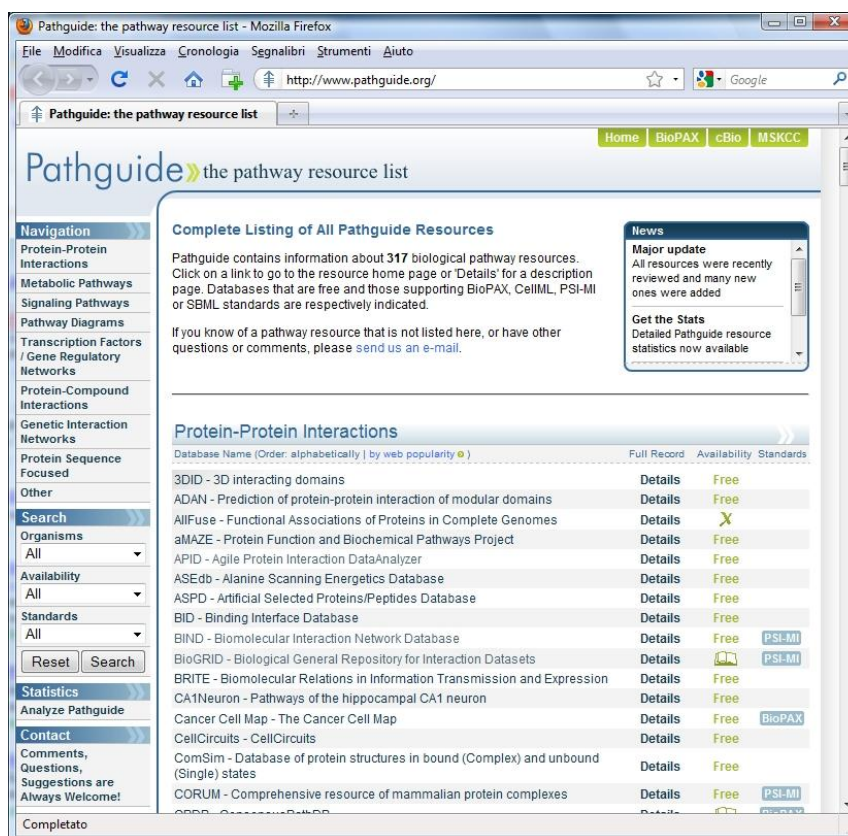 Pathguide: the pathway resource list - Mozilla Firefox
File Modifica Visualizza Cronologia Segnalibri Strumenti Aiuto
http://www.pathguide.org/
Google
Pathguide: the pathway resource list
Home BioPAX cBio MSKCC
Pathguide» the pathway resource list
Navigation
Protein-Protein
Interactions
Metabolic Pathways
Signaling Pathways
Pathway Diagrams
Transcription Factors
/ Gene Regulatory
Networks
Protein-Compound
Interactions
Genetic Interaction
Networks
Protein Sequence
Focused
Other
Search
Organisms
All
Availability
All
Standards
All
Reset Search
Statistics
Analyze Pathguide
Contact
Comments,
Questions,
Suggestions are
Always Welcome!
Complete Listing of All Pathguide Resources
Pathguide contains information about 317 biological pathway resources.
Click on a link to go to the resource home page or 'Details' for a description
page. Databases that are free and those supporting BioPAX, CellML, PSI-MI
or SBML standards are respectively indicated.
If you know of a pathway resource that is not listed here, or have other
questions or comments, please send us an e-mail.
News
Major update
All resources were recently
reviewed and many new
ones were added
Get the Stats
Detailed Pathguide resource
statistics now available
Protein-Protein Interactions
Database Name (Order: alphabetically | by web popularity ) Full Record Availability Standards
3DID - 3D interacting domains Details Free
ADAN - Prediction of protein-protein interaction of modular domains Details Free
AllFuse - Functional Associations of Proteins in Complete Genomes Details X
aMAZE - Protein Function and Biochemical Pathways Project Details Free
APID - Agile Protein Interaction DataAnalyzer Details Free
ASEdb - Alanine Scanning Energetics Database Details Free
ASPD - Artificial Selected Proteins/Peptides Database Details Free
BID - Binding Interface Database Details Free
BIND - Biomolecular Interaction Network Database Details Free PSI-MI
BioGRID - Biological General Repository for Interaction Datasets Details PSI-MI
BRITE - Biomolecular Relations in Information Transmission and Expression Details Free
CA1Neuron - Pathways of the hippocampal CA1 neuron Details Free
Cancer Cell Map - The Cancer Cell Map Details Free BioPAX
CellCircuits - CellCircuits Details Free
ComSim - Database of protein structures in bound (Complex) and unbound
(Single) states Details Free
CORUM - Comprehensive resource of mammalian protein complexes Details Free PSI-MI
Completato